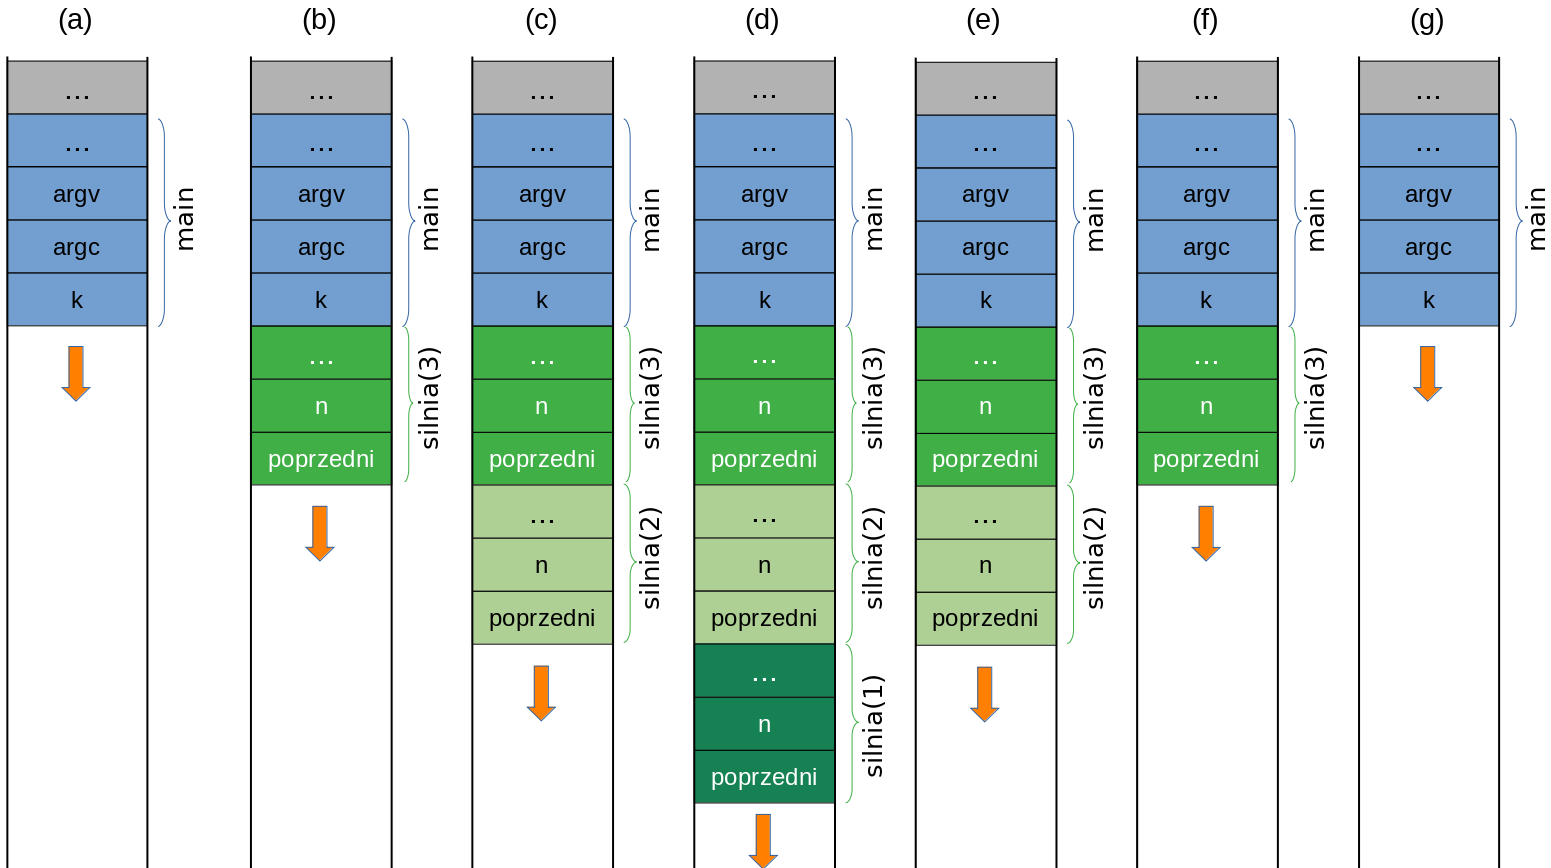 (a)
...
...
argv
argc
k
main
(b)
...
...
argv
argc
k
main
...
n
poprzedni
silnia(3)
(c)
...
...
argv
argc
k
main
...
n
poprzedni
silnia(3)
...
n
poprzedni
silnia(2)
(d)
...
...
argv
argc
k
main
...
n
poprzedni
silnia(3)
...
n
poprzedni
silnia(2)
...
n
poprzedni
silnia(1)
(e)
...
...
argv
argc
k
main
...
n
poprzedni
silnia(3)
...
n
poprzedni
silnia(2)
(f)
...
...
argv
argc
k
main
...
n
poprzedni
silnia(3)
(g)
...
...
argv
argc
k
main